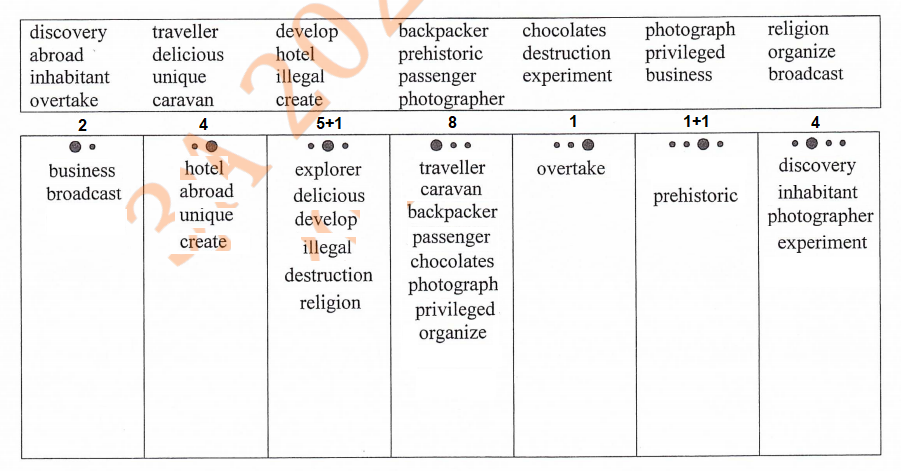 discovery traveller develop backpacker chocolates photograph religion
abroad delicious hotel prehistoric destruction privileged organize
inhabitant unique illegal passenger experiment business broadcast
overtake caravan create photographer
2 4 5+1 8 1 1+1 4
business hotel explorer traveller overtake prehistoric discovery
broadcast abroad delicious caravan inhabitant
unique develop backpacker photographer
create illegal passenger experiment
destruction chocolates
religion photograph
privileged
organize